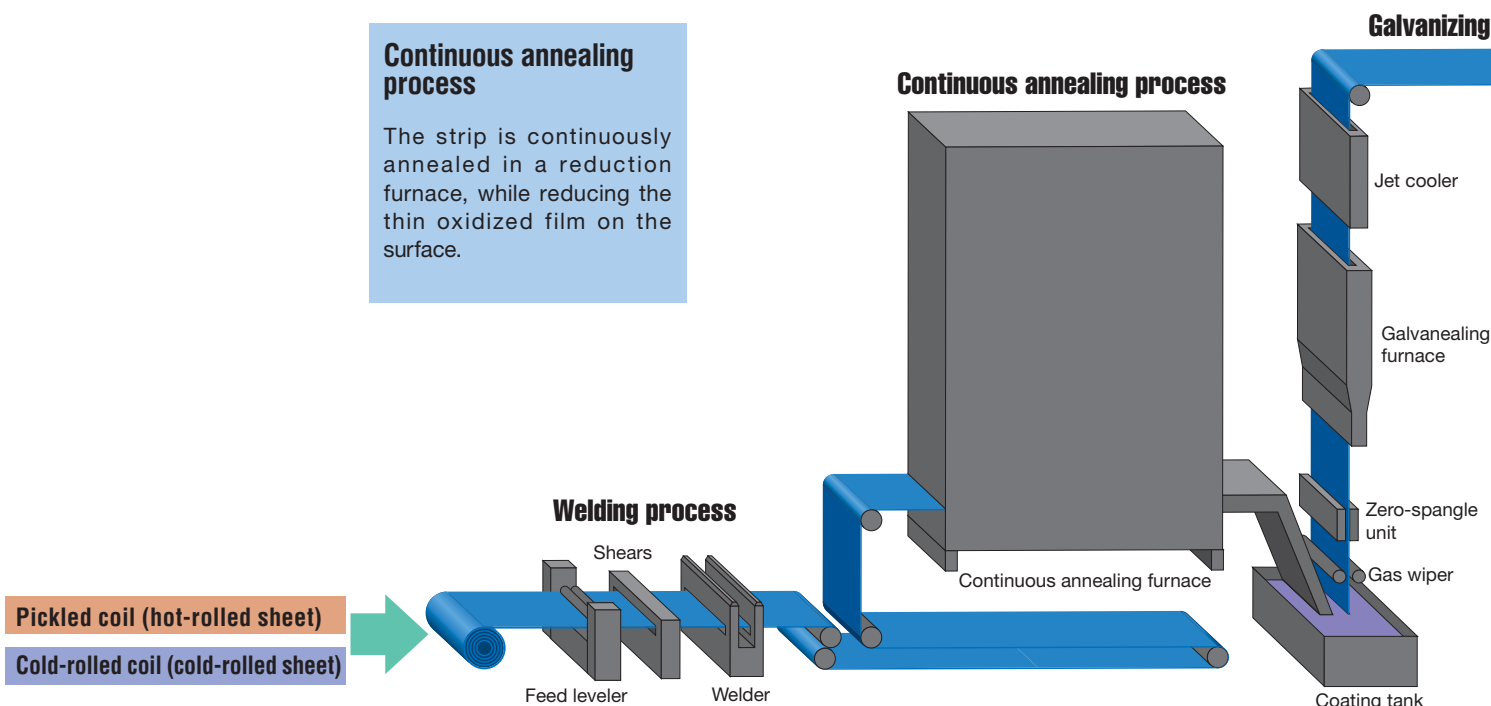 Continuous annealing
process
The strip is continuously
annealed in a reduction
furnace, while reducing the
thin oxidized film on the
surface.
Galvanizing
Continuous annealing process
Jet cooler
Galvanealing
furnace
Zero-spangle
unit
Gas wiper
Continuous annealing furnace
Welding process
Shears
Pickled coil (hot-rolled sheet)
Cold-rolled coil (cold-rolled sheet)
Feed leveler
Welder
Coating tank